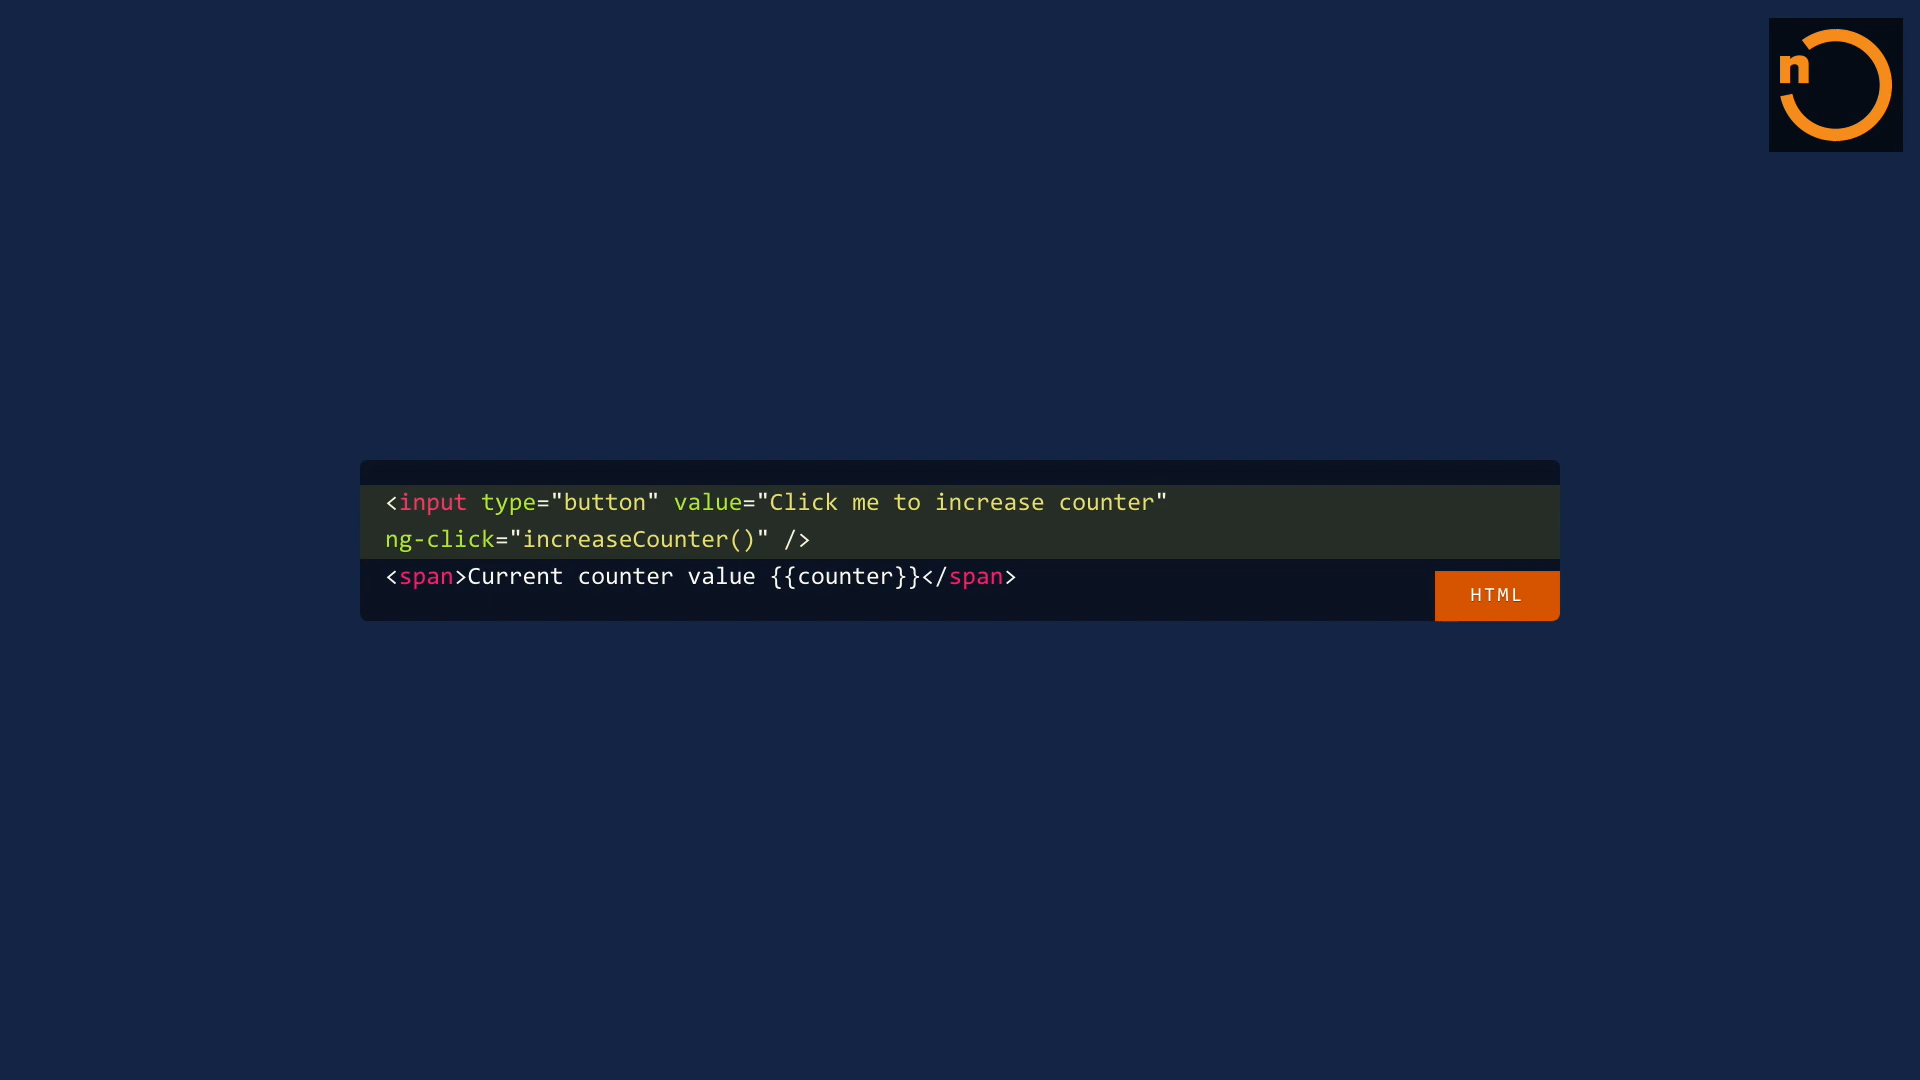 n
<input type="button" value="Click me to increase counter"
ng-click="increaseCounter()" />
<span>Current counter value {{counter}}</span>
HTML